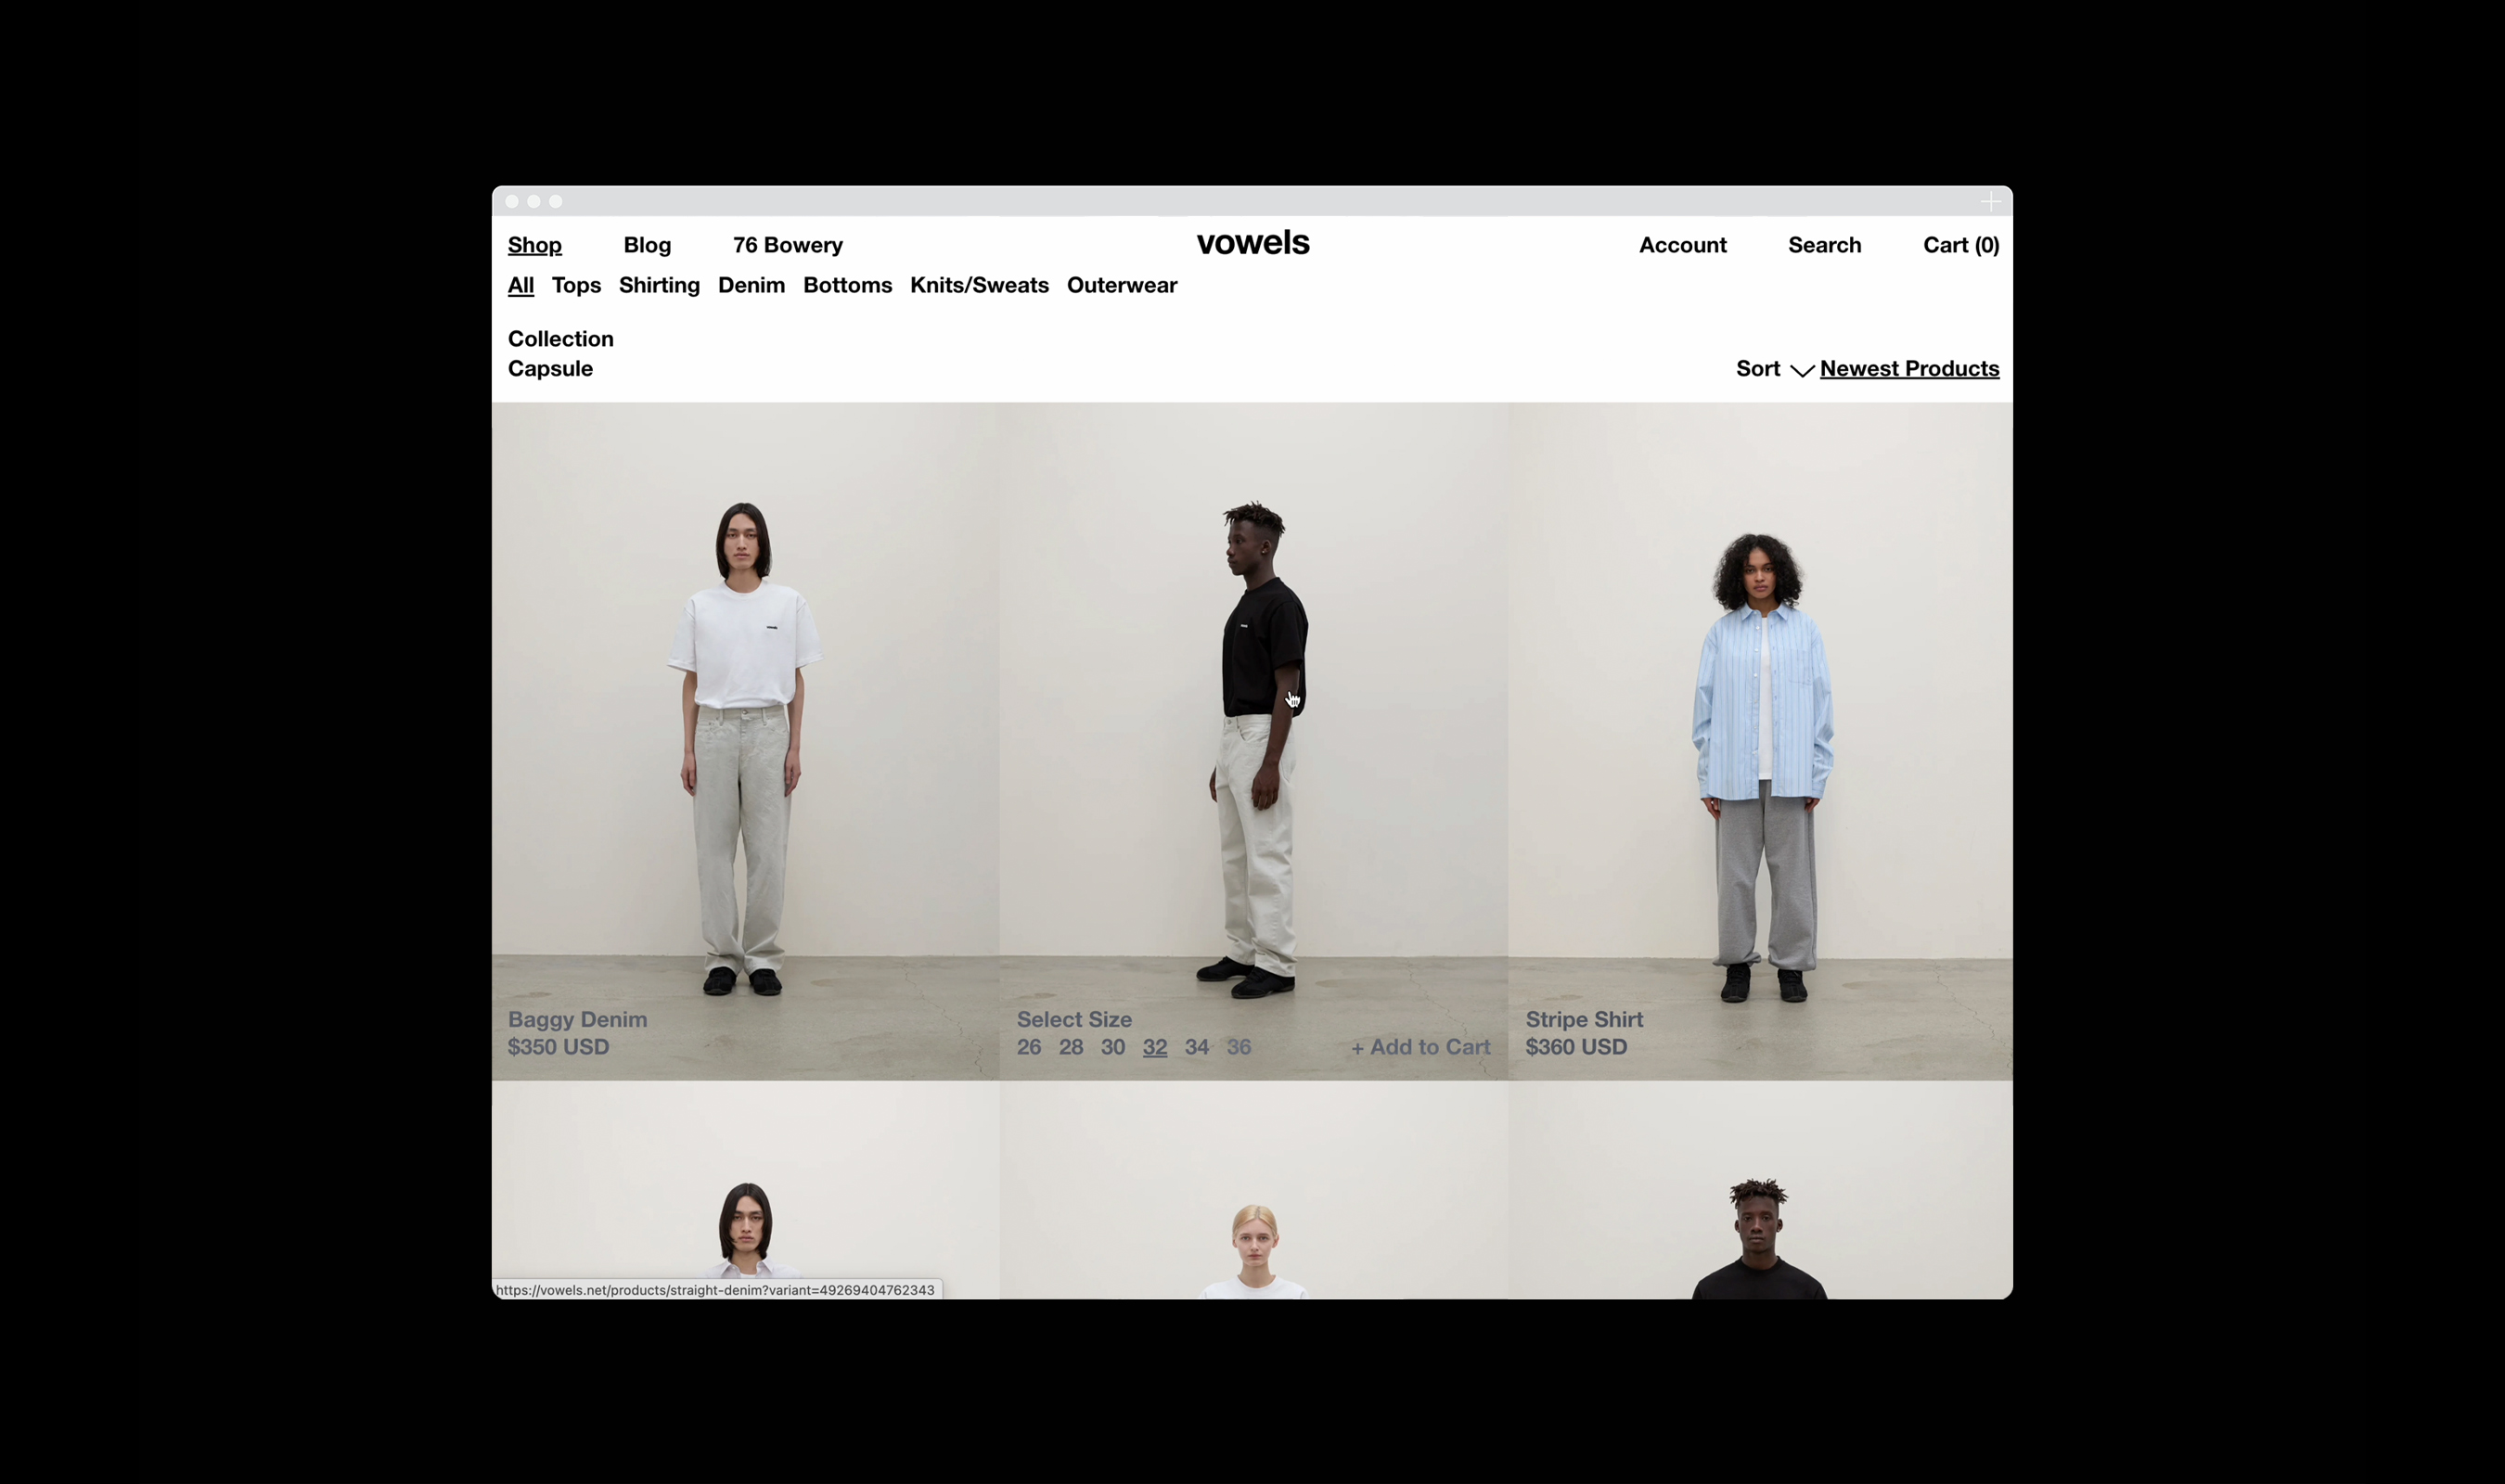 Shop Blog 76 Bowery vowels Account Search Cart (0)
All Tops Shirting Denim Bottoms Knits/Sweats Outerwear
Collection
Capsule
Sort Newest Products
Baggy Denim
$350 USD
Select Size
26 28 30 32 34 36 + Add to Cart
Stripe Shirt
$360 USD
https://vowels.net/products/straight-denim?variant=49269404762343